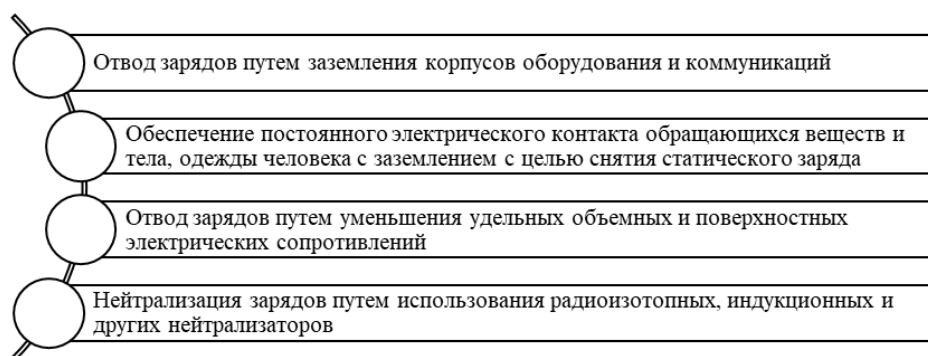 Отвод зарядов путем заземления корпусов оборудования и коммуникаций
Обеспечение постоянного электрического контакта обращающихся веществ и
тела, одежды человека с заземлением с целью снятия статического заряда
Отвод зарядов путем уменьшения удельных объемных и поверхностных
электрических сопротивлений
Нейтрализация зарядов путем использования радиоизотопных, индукционных и
других нейтрализаторов